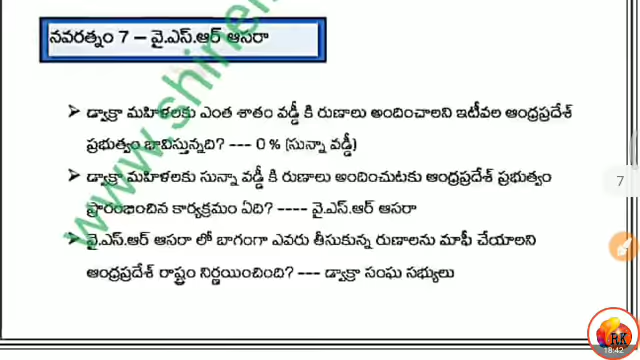 నవరత్నం 7 – వై.ఎస్.ఆర్ ఆసరా
➢ డ్వాక్రా మహిళలకు ఎంత శాతం వడ్డీ కి రుణాలు అందించాలని ఇటీవల ఆంధ్రప్రదేశ్
ప్రభుత్వం భావిస్తున్నది? --- 0 % (సున్నా వడ్డీ)
➢ డ్వాక్రా మహిళలకు సున్నా వడ్డీ కి రుణాలు అందించుటకు ఆంధ్రప్రదేశ్ ప్రభుత్వం
ప్రారంభించిన కార్యక్రమం ఏది? ---- వై.ఎస్.ఆర్ ఆసరా
➢ వై.ఎస్.ఆర్ ఆసరా లో బాగంగా ఎవరు తీసుకున్న రుణాలను మాఫీ చేయాలని
ఆంధ్రప్రదేశ్ రాష్ట్రం నిర్ణయించింది? --- డ్వాక్రా సంఘ సభ్యులు
7
RK
18:42